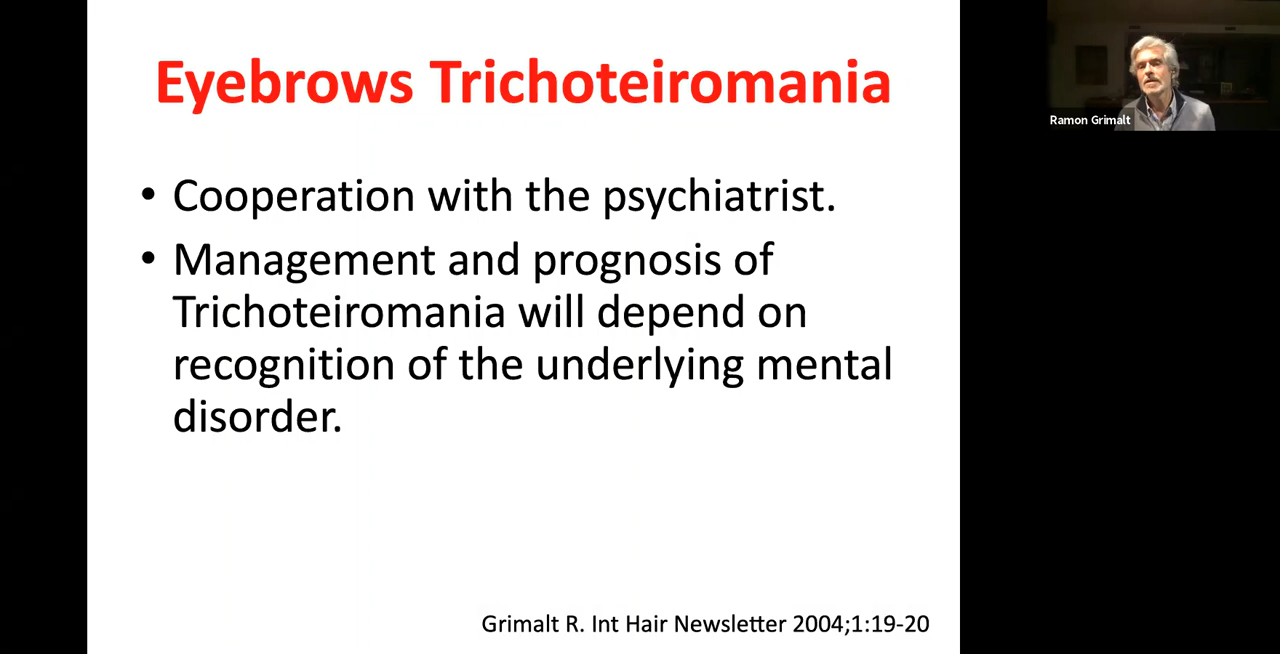 Eyebrows Trichoteiromania
• Cooperation with the psychiatrist.
• Management and prognosis of
Trichoteiromania will depend on
recognition of the underlying mental
disorder.
Grimalt R. Int Hair Newsletter 2004;1:19-20
Ramon Grimalt